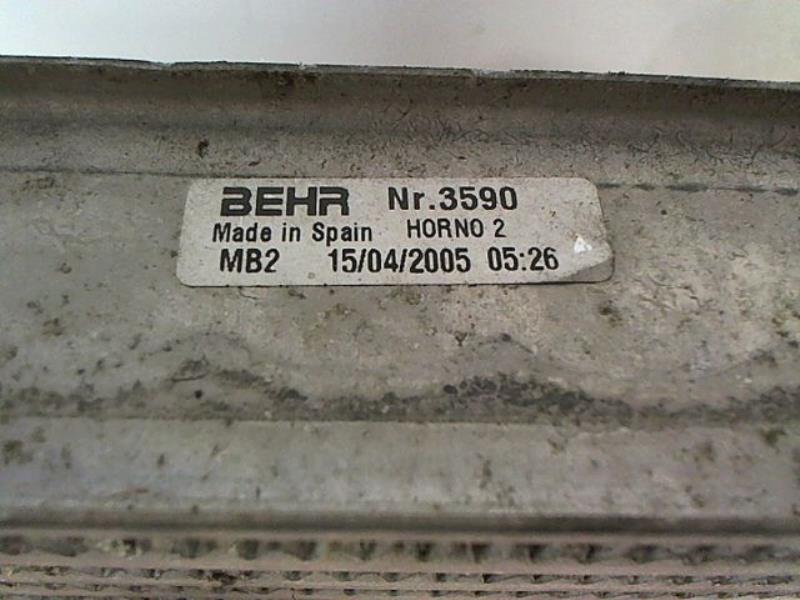 BEHR Nr.3590
Made in Spain HORNO 2
MB2 15/04/2005 05:26